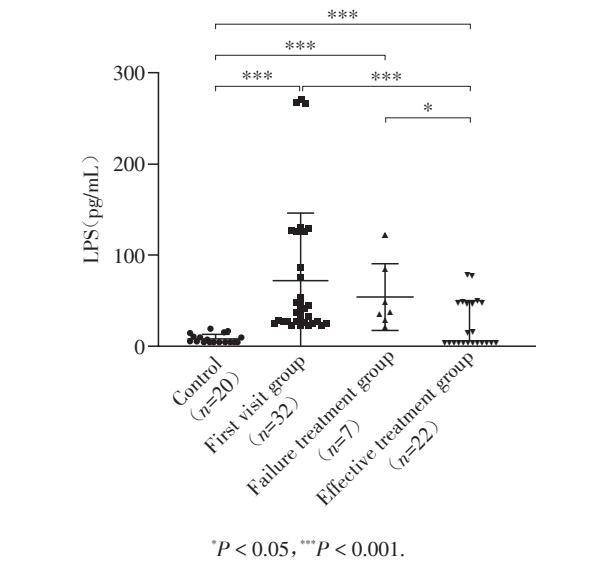 ***
***
*** ***
*
300
200
100
0
LPS(pg/mL)
Control
(n=20)
First visit group
(n=32)
Failure treatment group
(n=7)
Effective treatment group
(n=22)
*P < 0.05, ***P < 0.001.